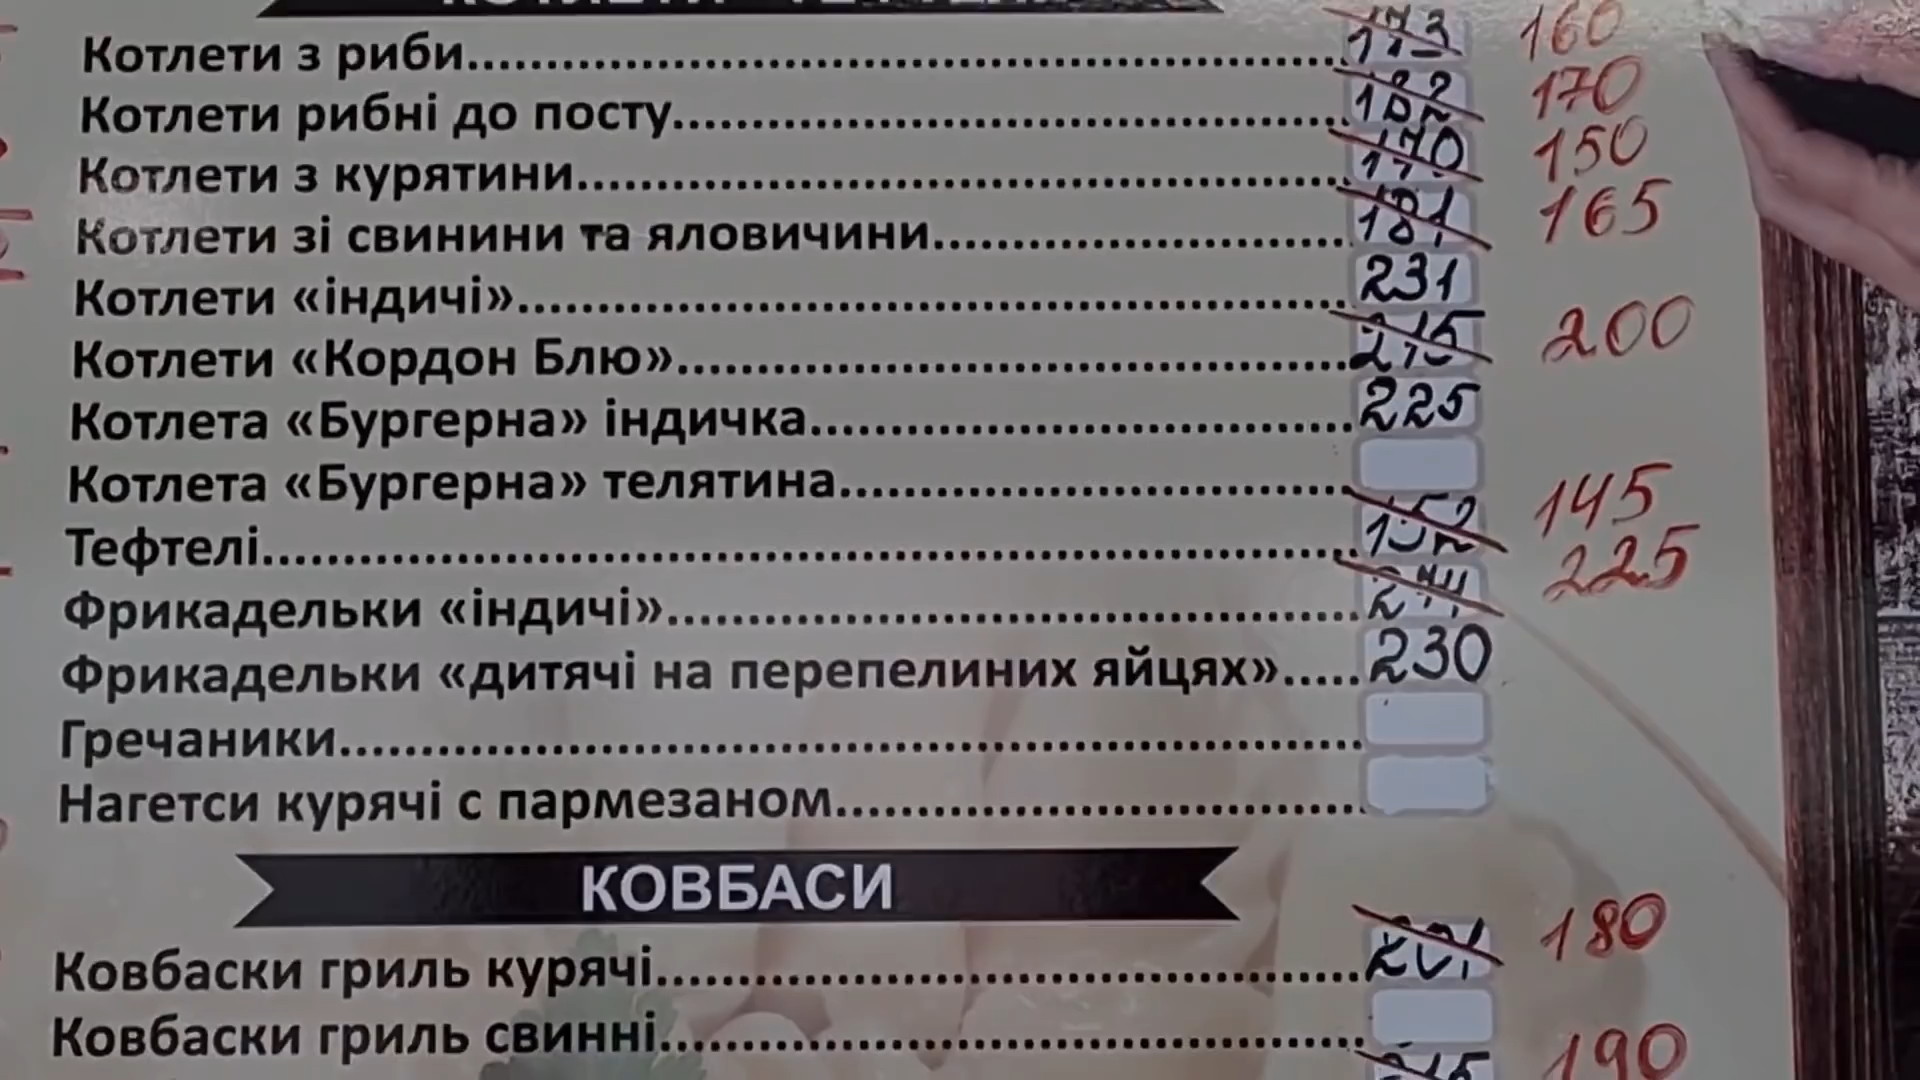 Котлети з риби 173 160
Котлети рибні до посту 182 170
Котлети з курятини 170 150
Котлети зі свинини та яловичини 181 165
Котлети «індичі» 231
Котлети «Кордон Блю» 215 200
Котлета «Бургерна» індичка 225
Котлета «Бургерна» телятина
Тефтелі 152 145
Фрикадельки «індичі» 225
Фрикадельки «дитячі на перепелиних яйцях» 230
Гречаники
Нагетси курячі с пармезаном
КОВБАСИ
Ковбаски гриль курячі 201 180
Ковбаски гриль свинні
215 190